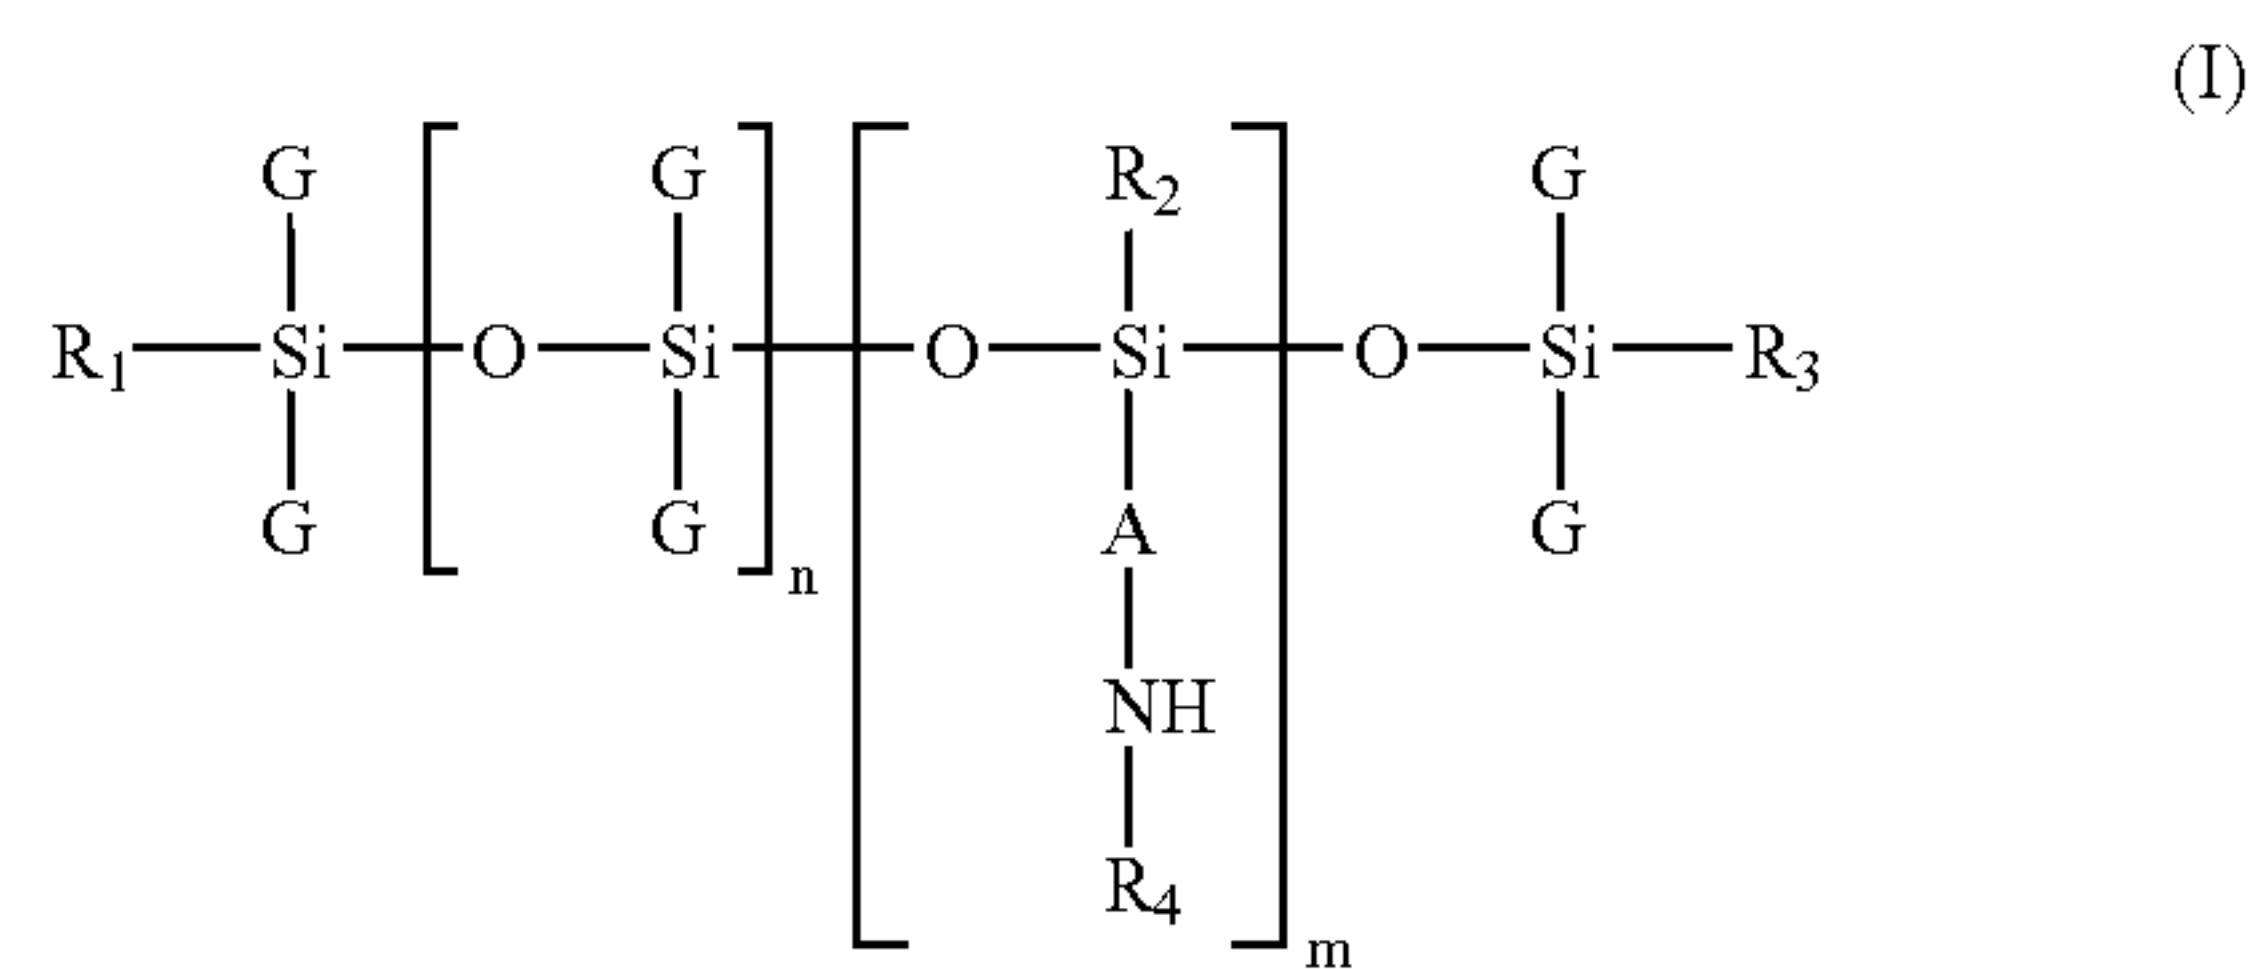 (I)
G G R2 G
R1 Si O Si O Si O Si R3
G G A G
n
NH
R4
m